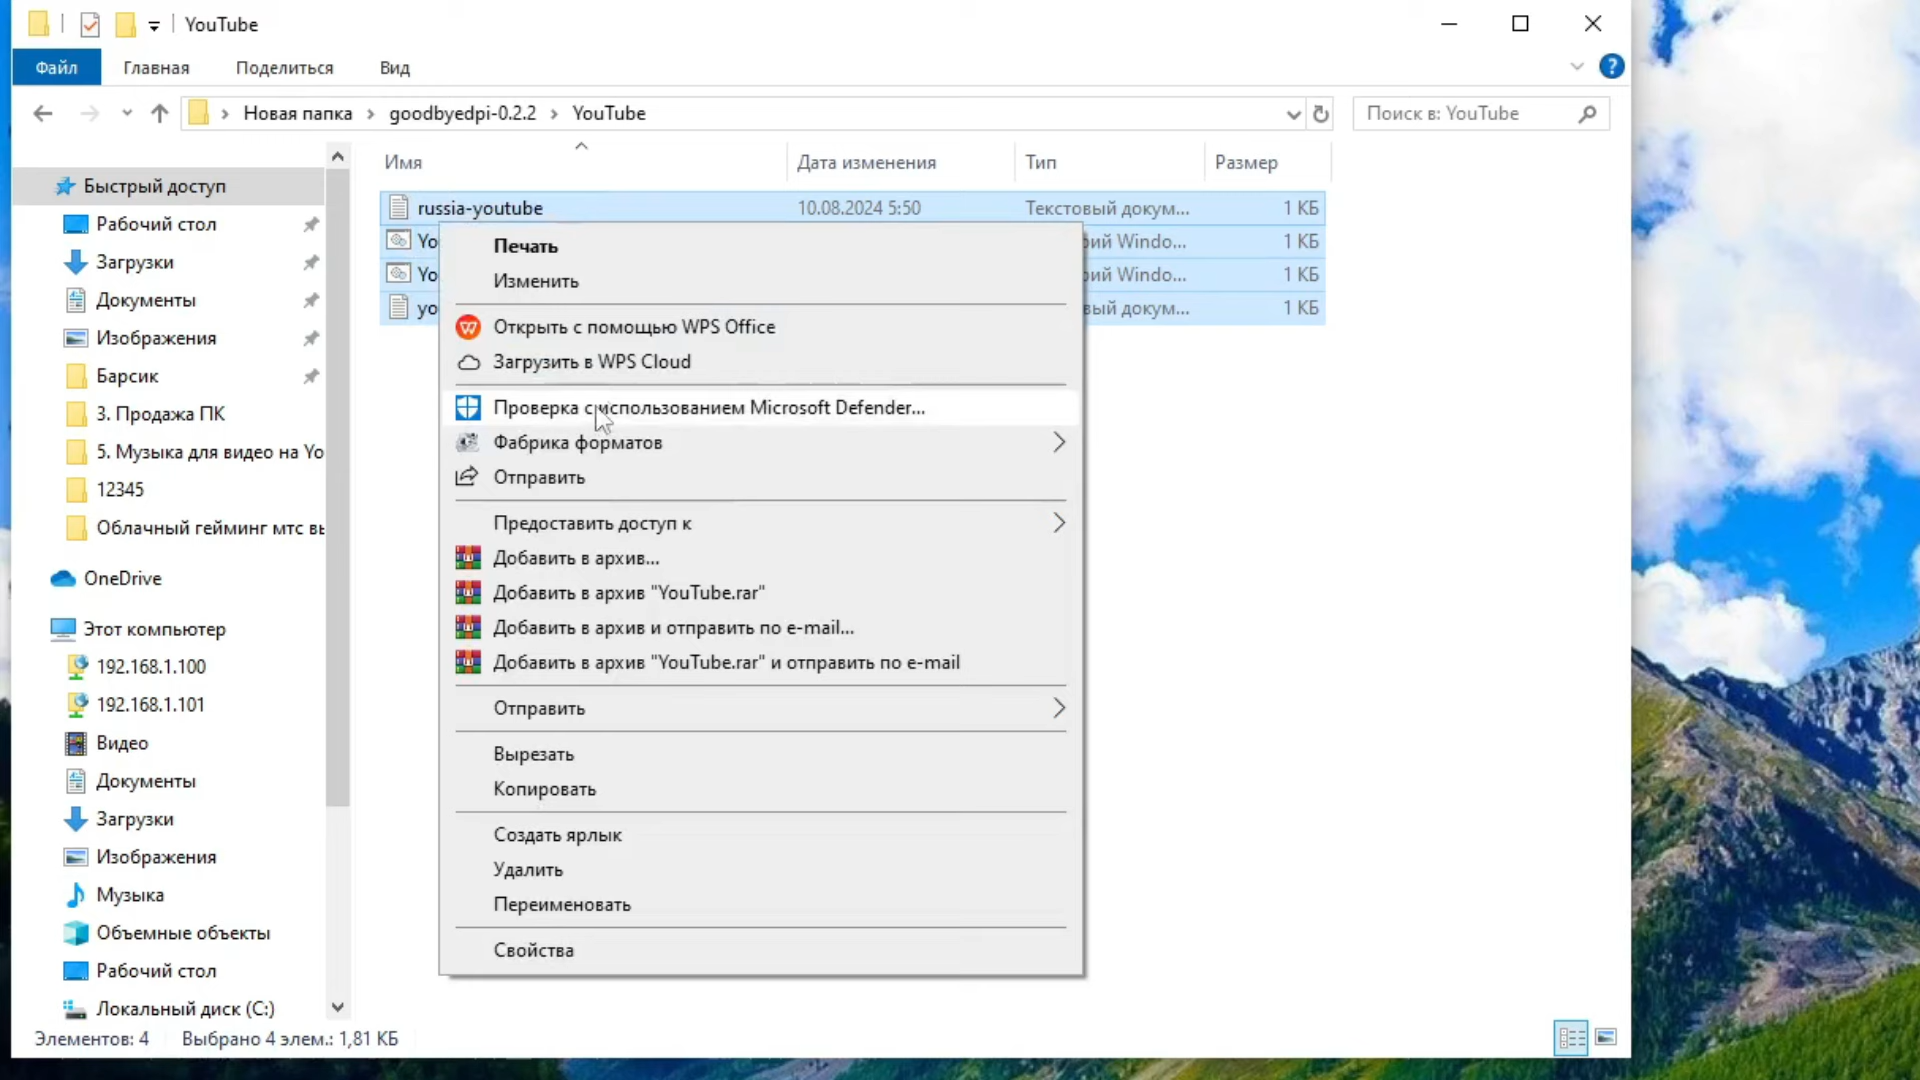 YouTube
Файл Главная Поделиться Вид
Новая папка goodbyedpi-0.2.2 YouTube
Поиск в: YouTube
Имя Дата изменения Тип Размер
Быстрый доступ
Рабочий стол
Загрузки
Документы
Изображения
Барсик
3. Продажа ПК
5. Музыка для видео на Yo
12345
Облачный гейминг мтс вы
OneDrive
Этот компьютер
192.168.1.100
192.168.1.101
Видео
Документы
Загрузки
Изображения
Музыка
Объемные объекты
Рабочий стол
Локальный диск (C:)
russia-youtube 10.08.2024 5:50 Текстовый докум... 1 КБ
Yo рий Windo... 1 КБ
Yo рий Windo... 1 КБ
yo вый докум... 1 КБ
Печать
Изменить
Открыть с помощью WPS Office
Загрузить в WPS Cloud
Проверка с использованием Microsoft Defender...
Фабрика форматов
Отправить
Предоставить доступ к
Добавить в архив...
Добавить в архив "YouTube.rar"
Добавить в архив и отправить по e-mail...
Добавить в архив "YouTube.rar" и отправить по e-mail
Отправить
Вырезать
Копировать
Создать ярлык
Удалить
Переименовать
Свойства
Элементов: 4 Выбрано 4 элем.: 1,81 КБ